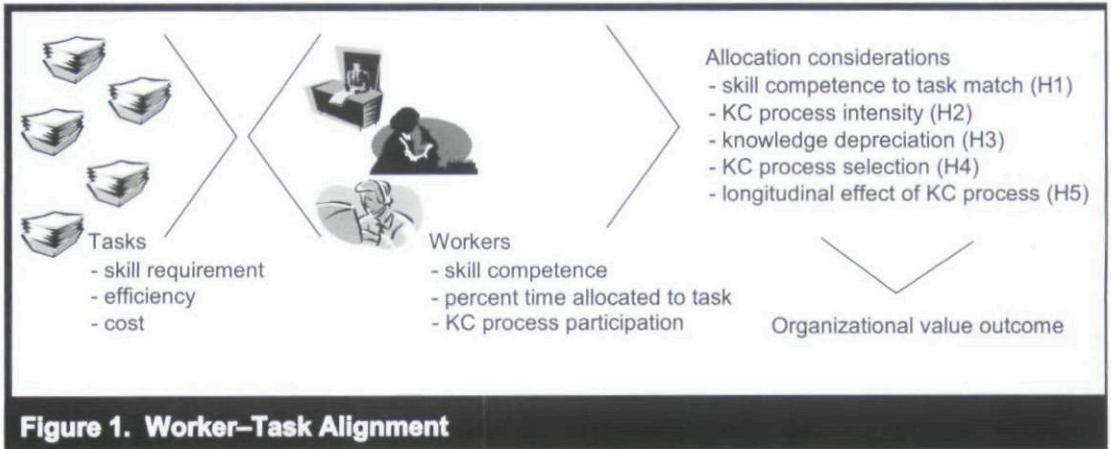 Tasks
- skill requirement
- efficiency
- cost
Workers
- skill competence
- percent time allocated to task
- KC process participation
Allocation considerations
- skill competence to task match (H1)
- KC process intensity (H2)
- knowledge depreciation (H3)
- KC process selection (H4)
- longitudinal effect of KC process (H5)
Organizational value outcome
Figure 1. Worker–Task Alignment